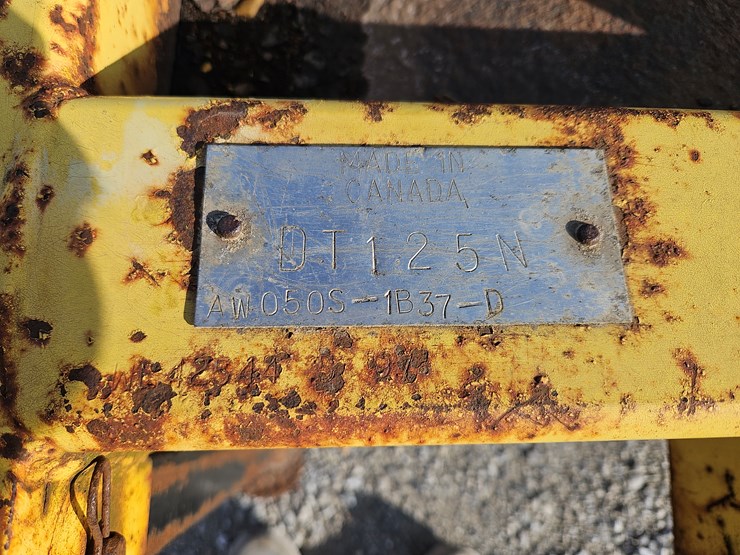 MADE IN
CANADA
DT125N
AW050S-1B37-D